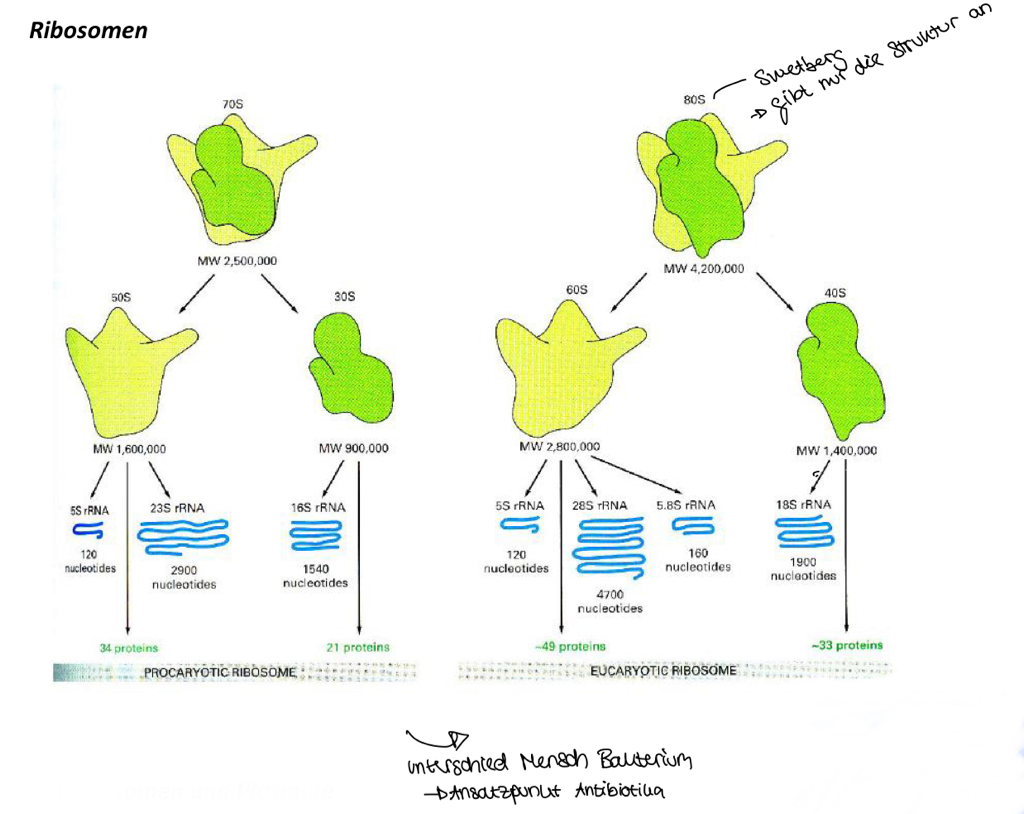 Ribosomen
Swetberg
→ gibt nur die Struktur an
70S
80S
MW 2,500,000
MW 4,200,000
50S
30S
60S
40S
MW 1,600,000
MW 900,000
MW 2,800,000
MW 1,400,000
5S rRNA
23S rRNA
16S rRNA
5S rRNA
28S rRNA
5.8S rRNA
18S rRNA
120
nucleotides
2900
nucleotides
1540
nucleotides
120
nucleotides
4700
nucleotides
160
nucleotides
1900
nucleotides
34 proteins
21 proteins
~49 proteins
~33 proteins
PROCARYOTIC RIBOSOME
EUCARYOTIC RIBOSOME
unterschied Mensch Bakterium
→ Ansatzpunkt Antibiotika